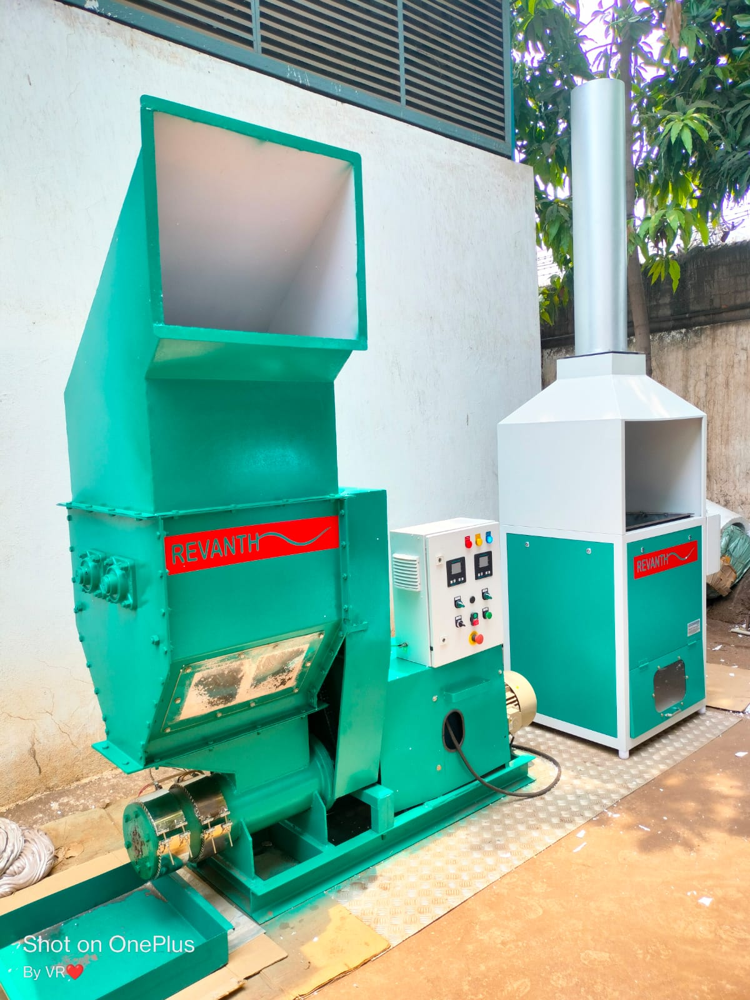 REVANTH
REVANTH
Shot on OnePlus
By VR❤️